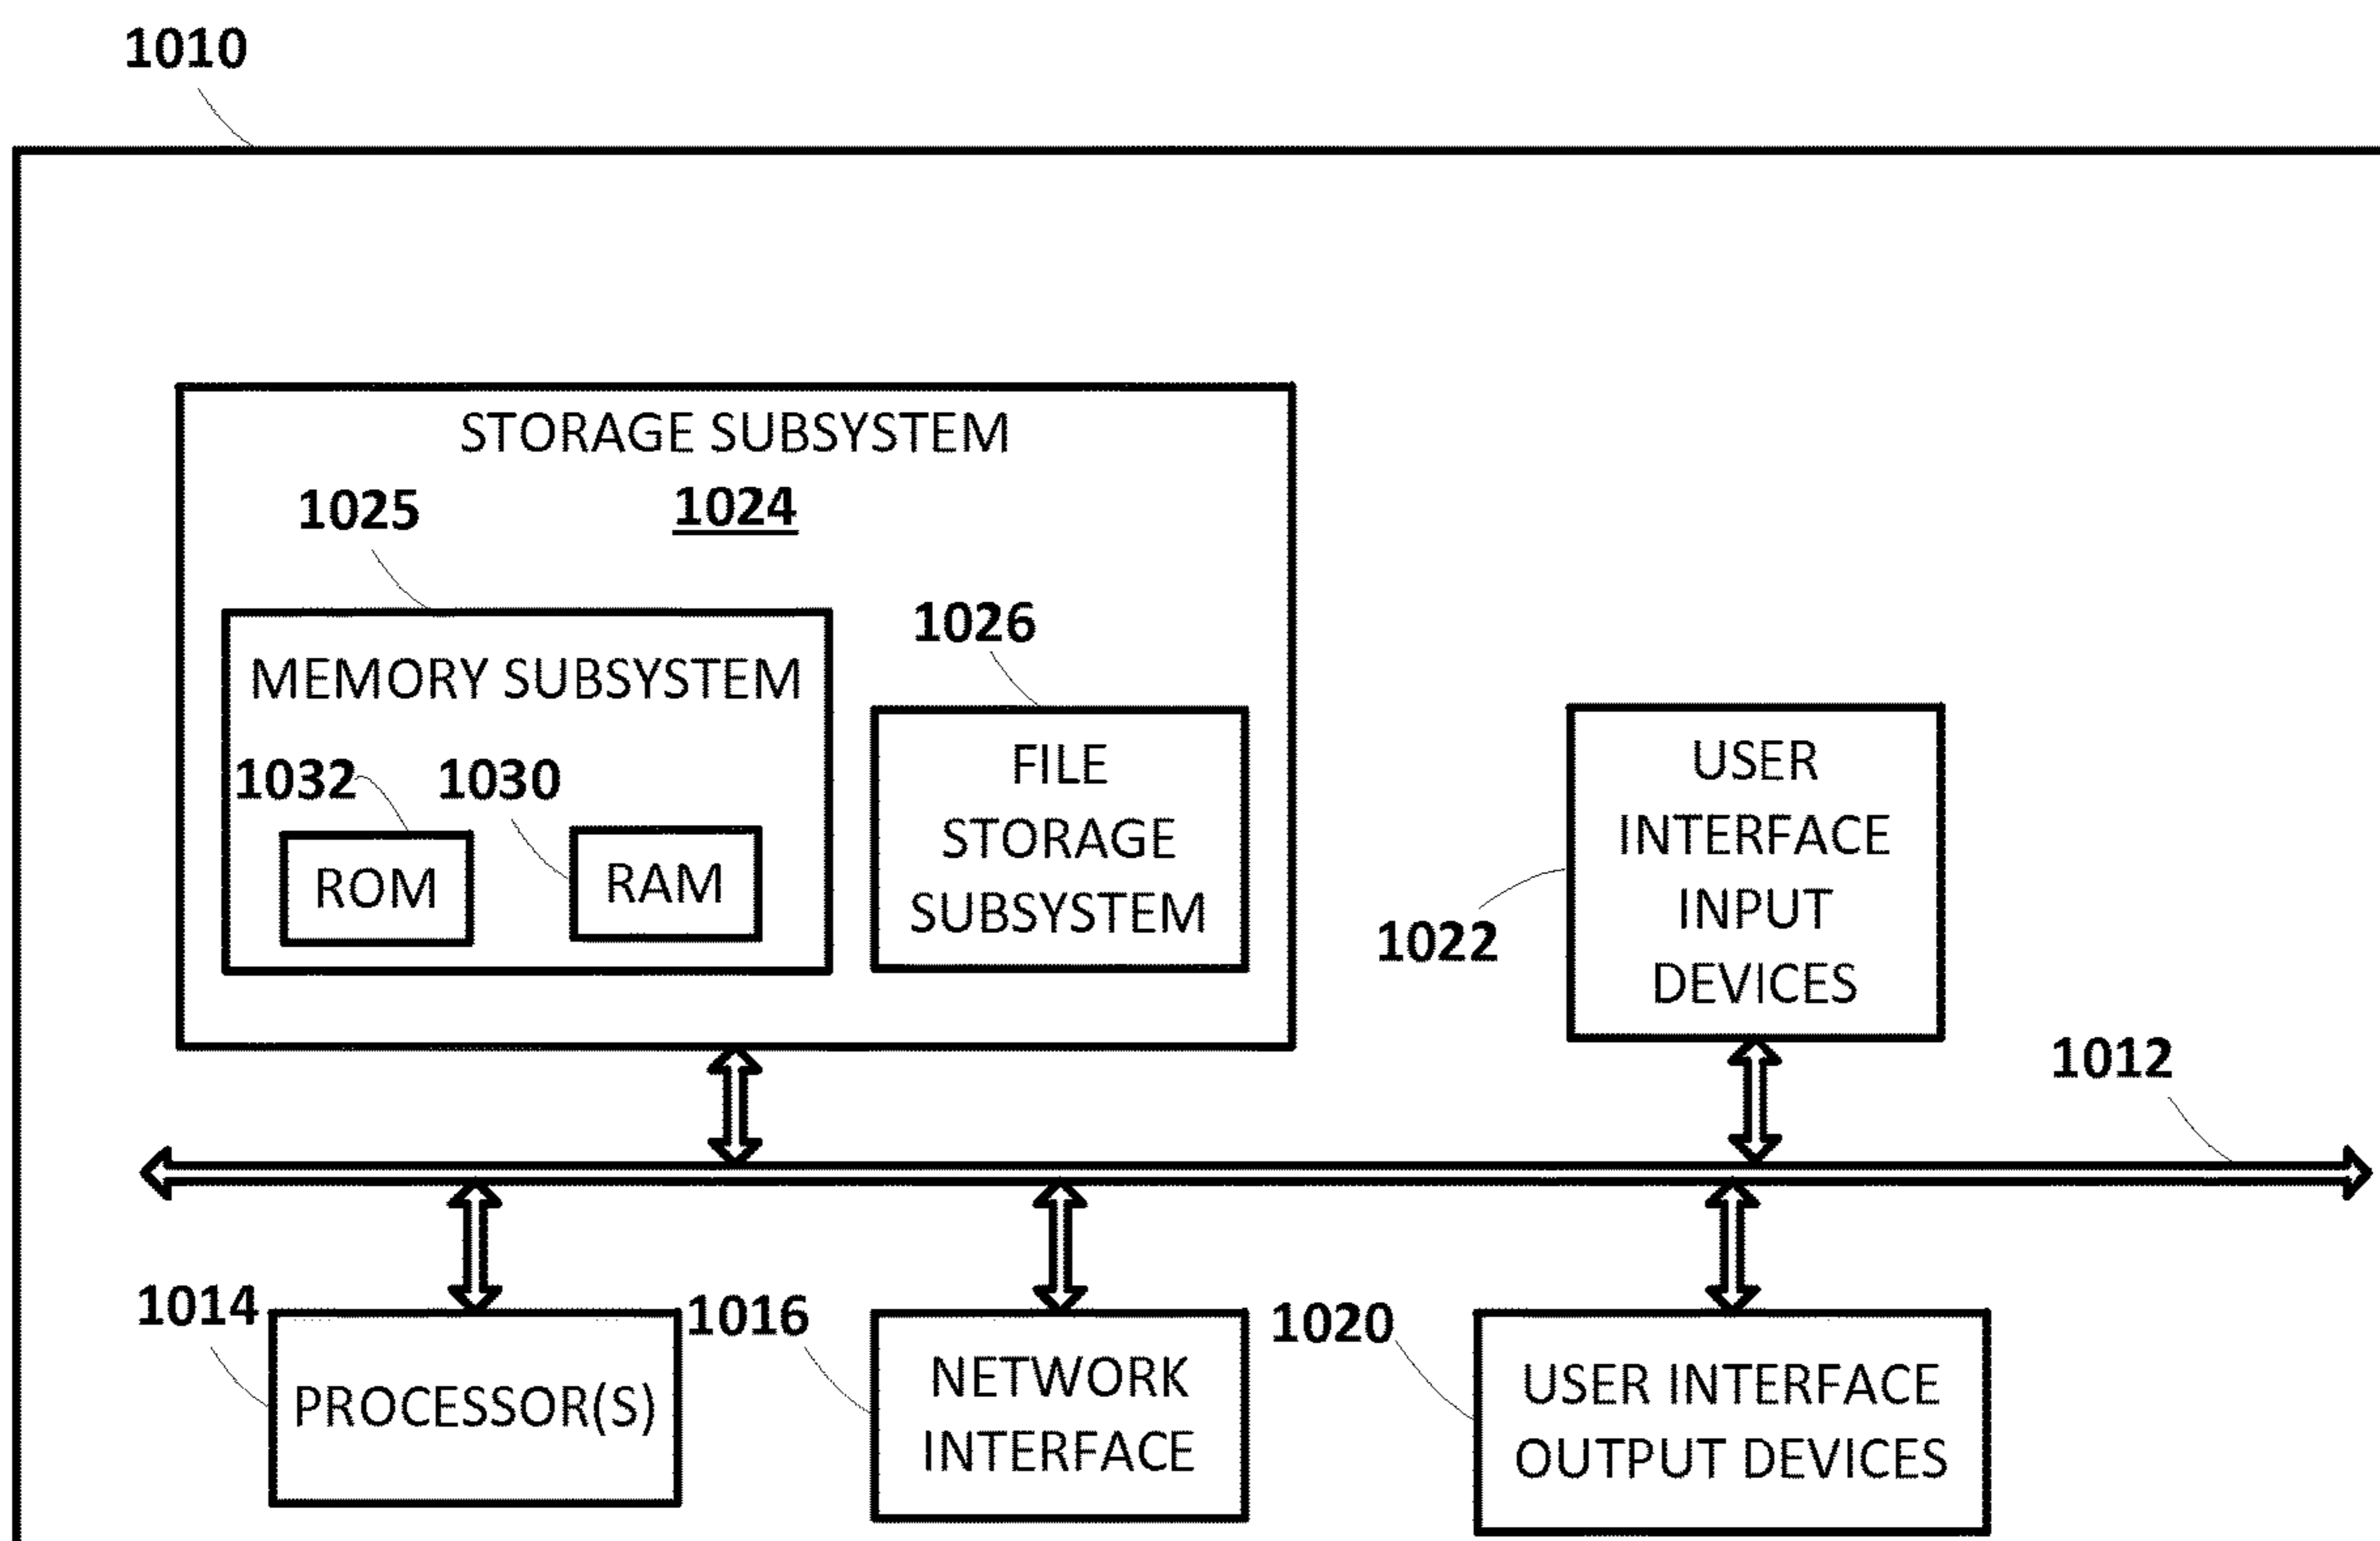 1010
STORAGE SUBSYSTEM
1024
1025
MEMORY SUBSYSTEM
1032
1030
ROM
RAM
1026
FILE
STORAGE
SUBSYSTEM
USER
INTERFACE
INPUT
DEVICES
1022
1012
1014
PROCESSOR(S)
1016
NETWORK
INTERFACE
1020
USER INTERFACE
OUTPUT DEVICES